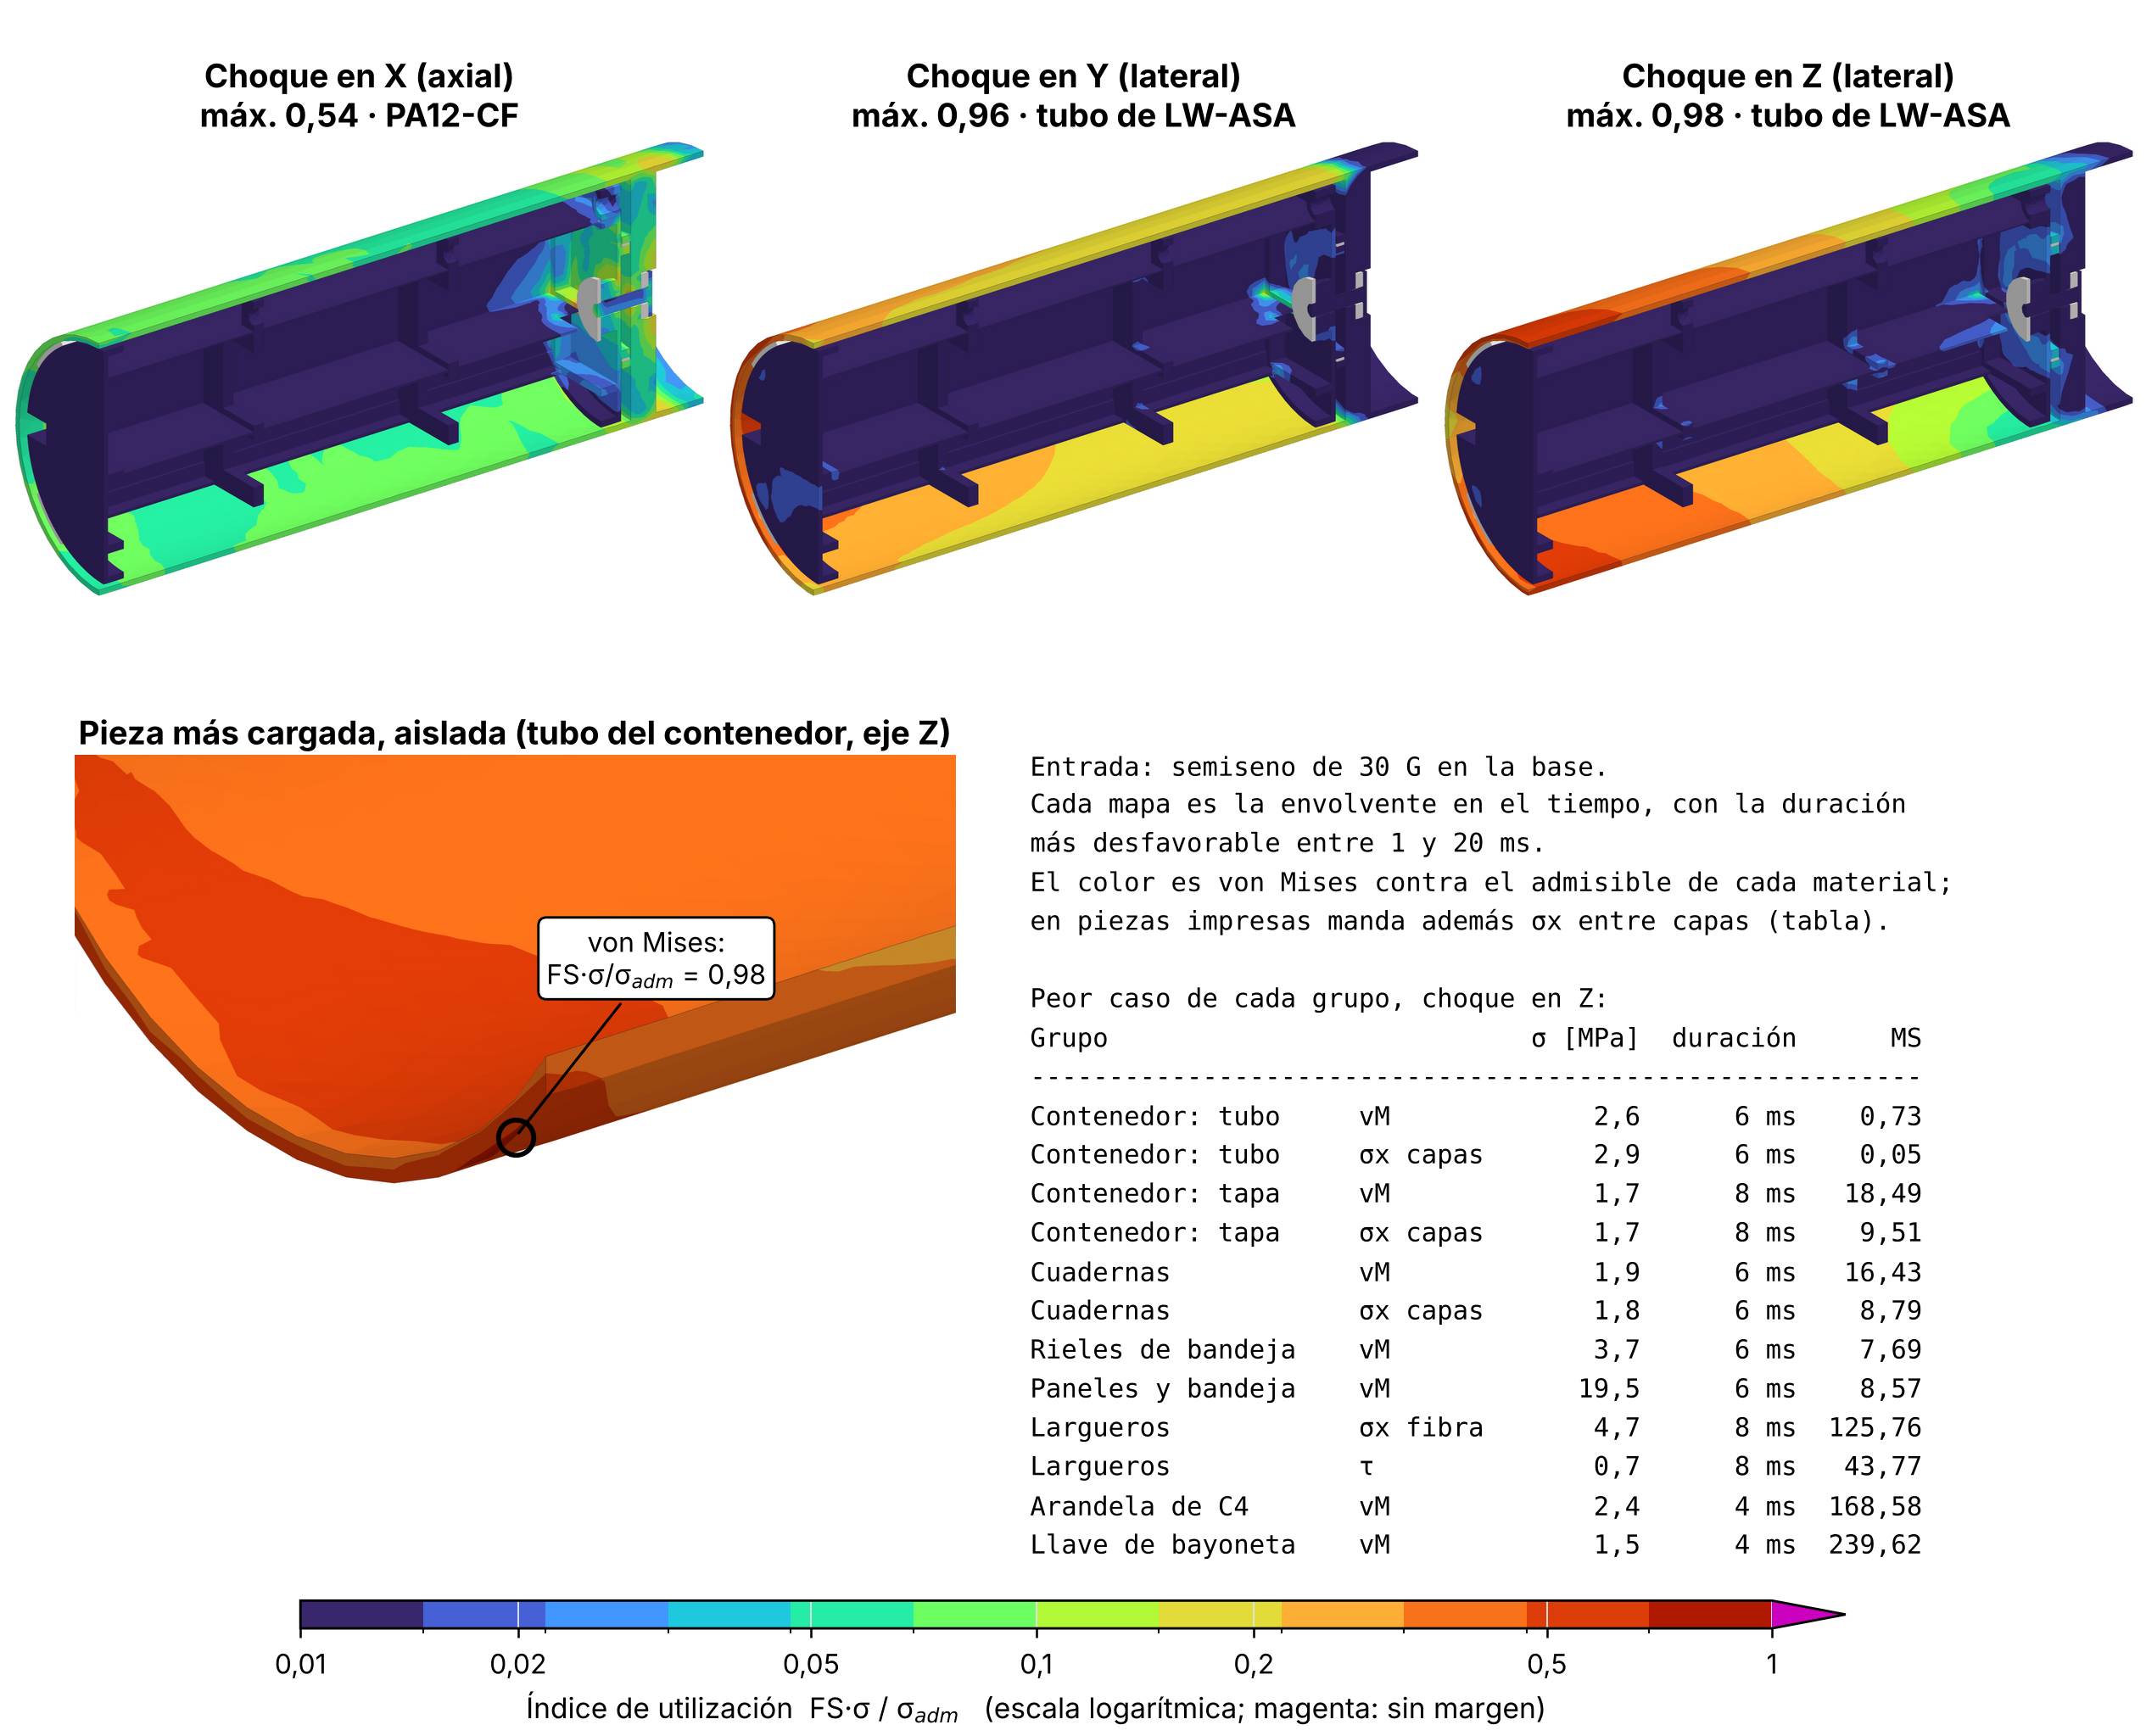 Choque en X (axial)
máx. 0,54 · PA12-CF
Choque en Y (lateral)
máx. 0,96 · tubo de LW-ASA
Choque en Z (lateral)
máx. 0,98 · tubo de LW-ASA
Pieza más cargada, aislada (tubo del contenedor, eje Z)
von Mises:
FS·σ/σadm = 0,98
Entrada: semiseno de 30 G en la base.
Cada mapa es la envolvente en el tiempo, con la duración
más desfavorable entre 1 y 20 ms.
El color es von Mises contra el admisible de cada material;
en piezas impresas manda además σx entre capas (tabla).
Peor caso de cada grupo, choque en Z:
Grupo σ [MPa] duración MS
---------------------------------------------------------
Contenedor: tubo vM 2,6 6 ms 0,73
Contenedor: tubo σx capas 2,9 6 ms 0,05
Contenedor: tapa vM 1,7 8 ms 18,49
Contenedor: tapa σx capas 1,7 8 ms 9,51
Cuadernas vM 1,9 6 ms 16,43
Cuadernas σx capas 1,8 6 ms 8,79
Rieles de bandeja vM 3,7 6 ms 7,69
Paneles y bandeja vM 19,5 6 ms 8,57
Largueros σx fibra 4,7 8 ms 125,76
Largueros τ 0,7 8 ms 43,77
Arandela de C4 vM 2,4 4 ms 168,58
Llave de bayoneta vM 1,5 4 ms 239,62
0,01 0,02 0,05 0,1 0,2 0,5 1
Índice de utilización FS·σ / σadm (escala logarítmica; magenta: sin margen)